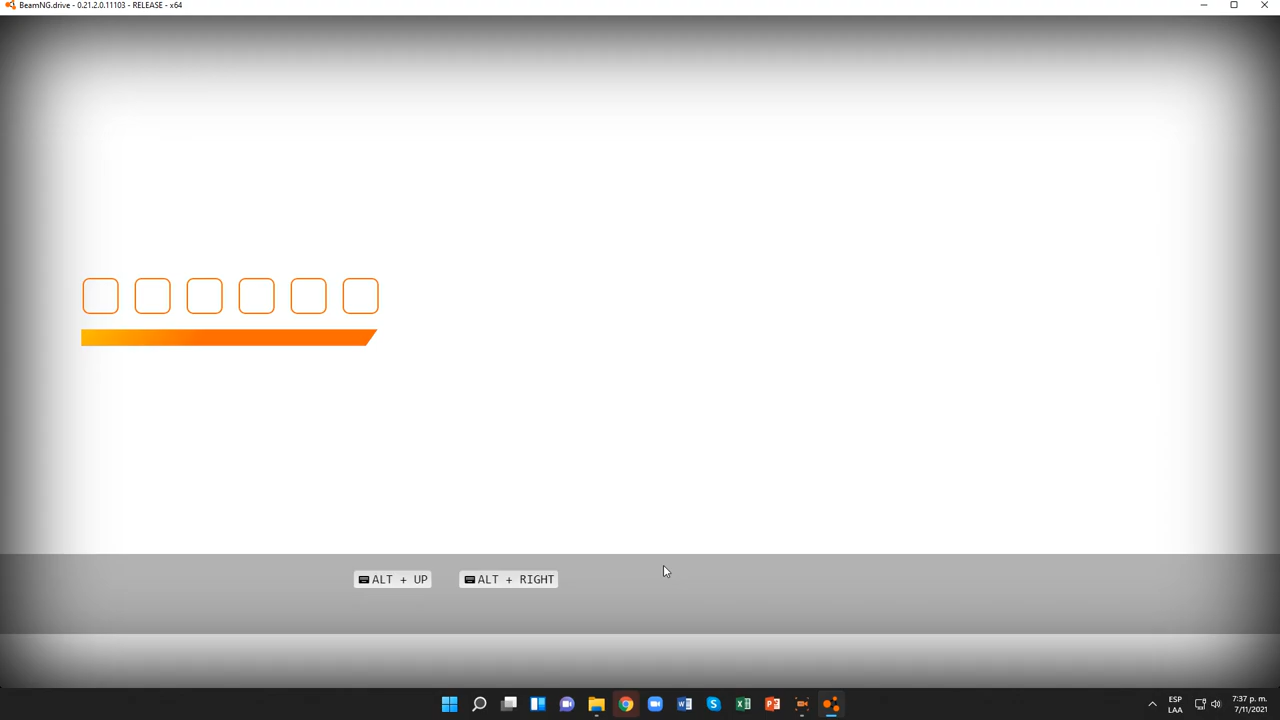 BeamNG.drive - 0.21.2.0.11103 - RELEASE - x64
ALT + UP ALT + RIGHT
ESP 7:37 p. m.
LAA 7/11/2021